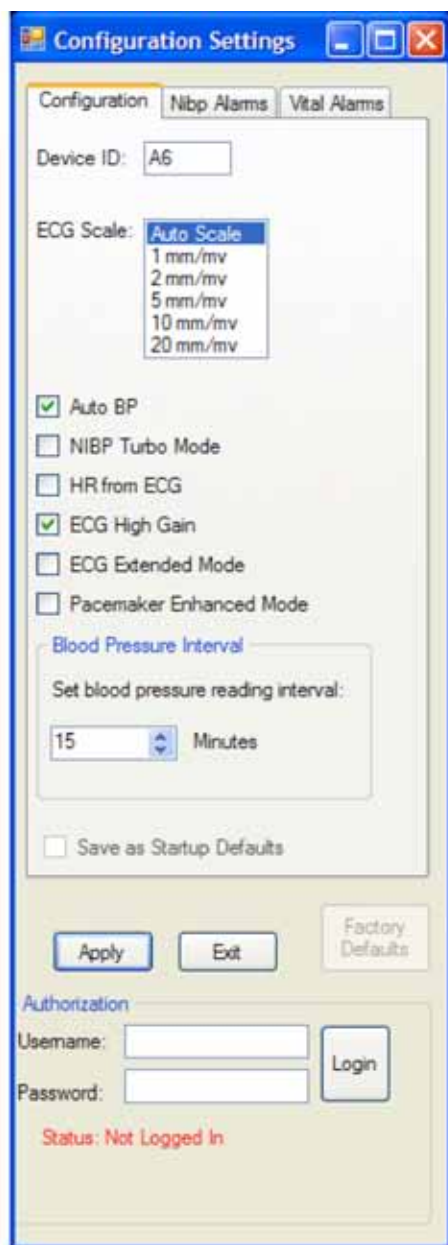 Configuration Settings
Configuration Nibp Alarms Vital Alarms
Device ID: A6
ECG Scale: Auto Scale
1 mm/mv
2 mm/mv
5 mm/mv
10 mm/mv
20 mm/mv
Auto BP
NIBP Turbo Mode
HR from ECG
ECG High Gain
ECG Extended Mode
Pacemaker Enhanced Mode
Blood Pressure Interval
Set blood pressure reading interval:
15 Minutes
Save as Startup Defaults
Apply Exit Factory
Defaults
Authorization
Username:
Login
Password:
Status: Not Logged In